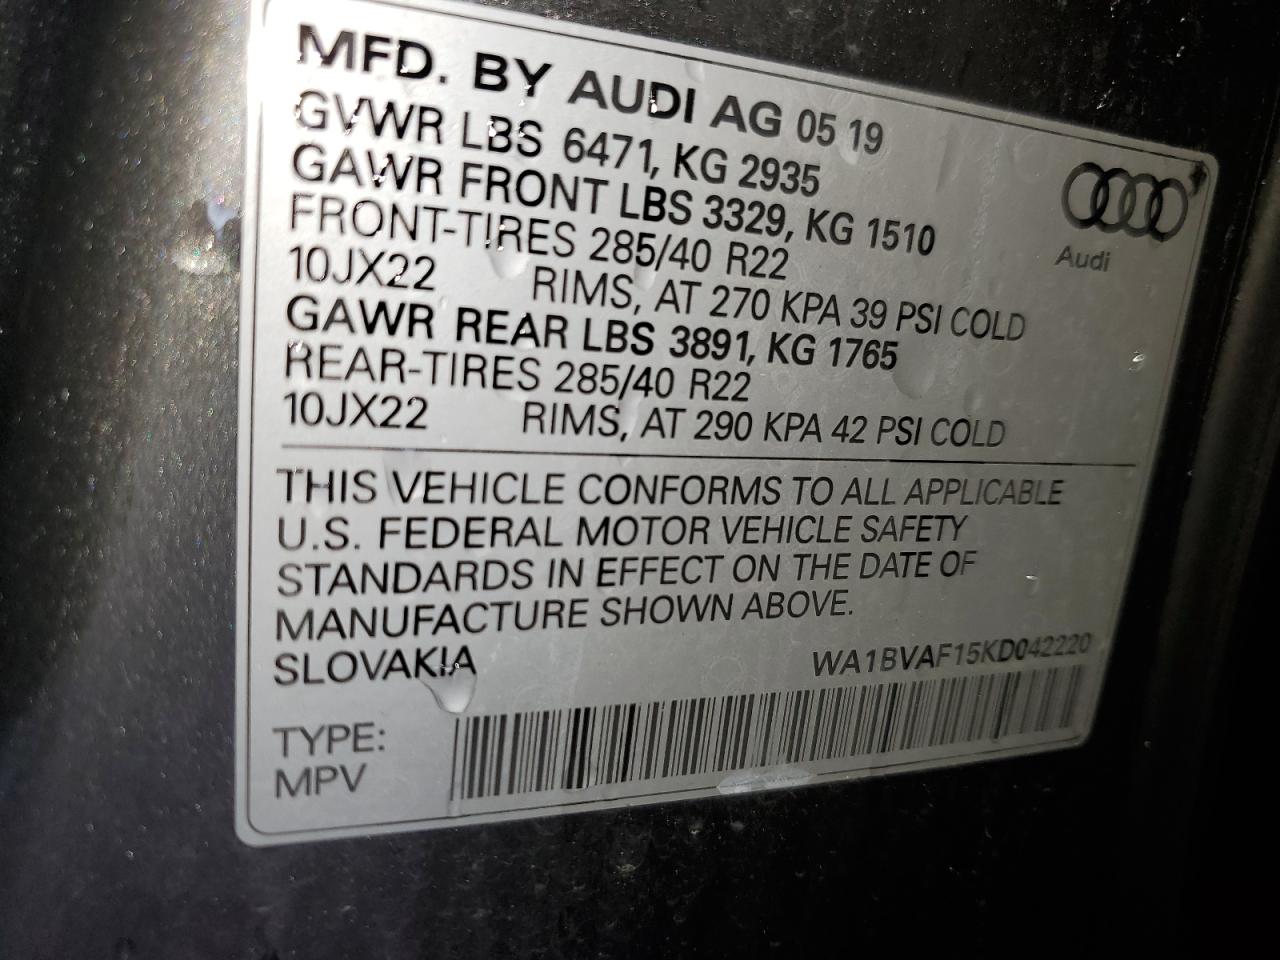 MFD. BY AUDI AG 05 19
GVWR LBS 6471, KG 2935
GAWR FRONT LBS 3329, KG 1510
FRONT-TIRES 285/40 R22
10JX22 RIMS, AT 270 KPA 39 PSI COLD
GAWR REAR LBS 3891, KG 1765
REAR-TIRES 285/40 R22
10JX22 RIMS, AT 290 KPA 42 PSI COLD
Audi
THIS VEHICLE CONFORMS TO ALL APPLICABLE
U.S. FEDERAL MOTOR VEHICLE SAFETY
STANDARDS IN EFFECT ON THE DATE OF
MANUFACTURE SHOWN ABOVE.
SLOVAKIA WA1BVAF15KD042220
TYPE:
MPV